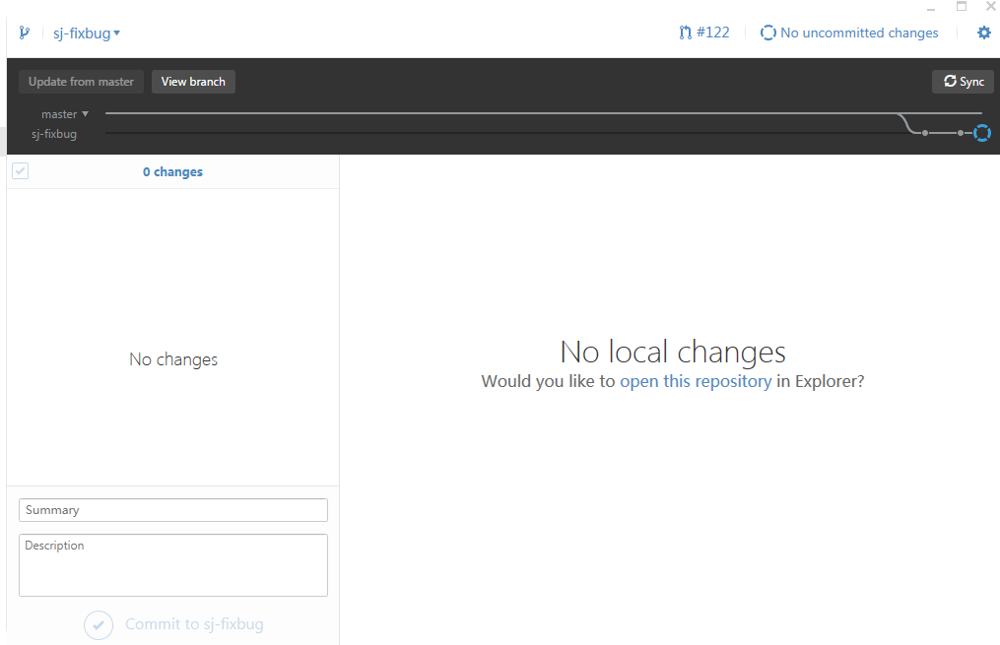 sj-fixbug
#122
No uncommitted changes
Update from master
View branch
Sync
master
sj-fixbug
0 changes
No changes
No local changes
Would you like to open this repository in Explorer?
Summary
Description
Commit to sj-fixbug